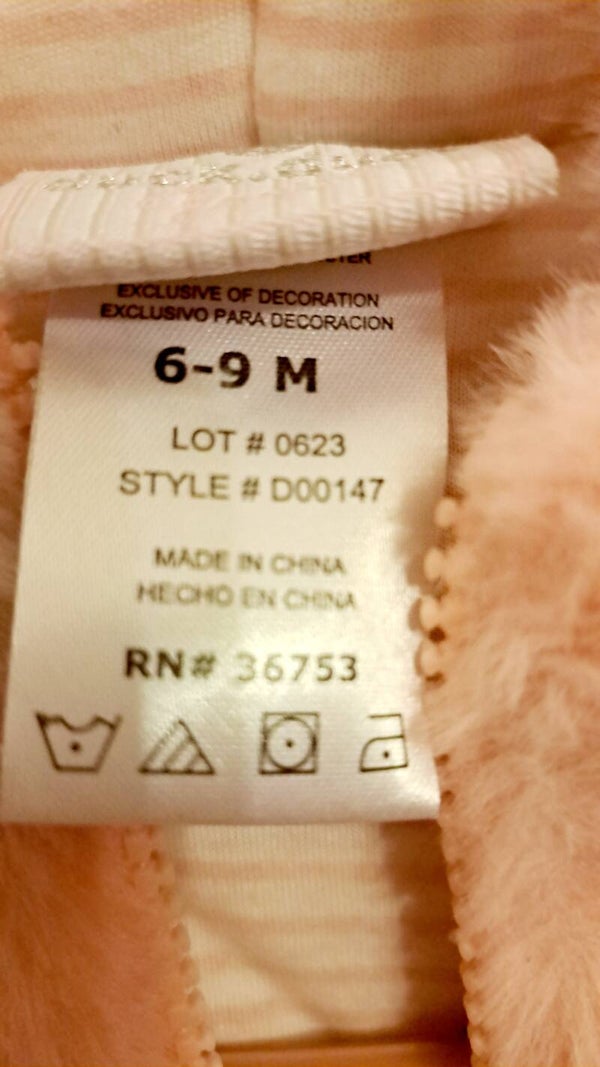 EXCLUSIVE OF DECORATION
EXCLUSIVO PARA DECORACION
6-9 M
LOT # 0623
STYLE # D00147
MADE IN CHINA
HECHO EN CHINA
RN# 36753